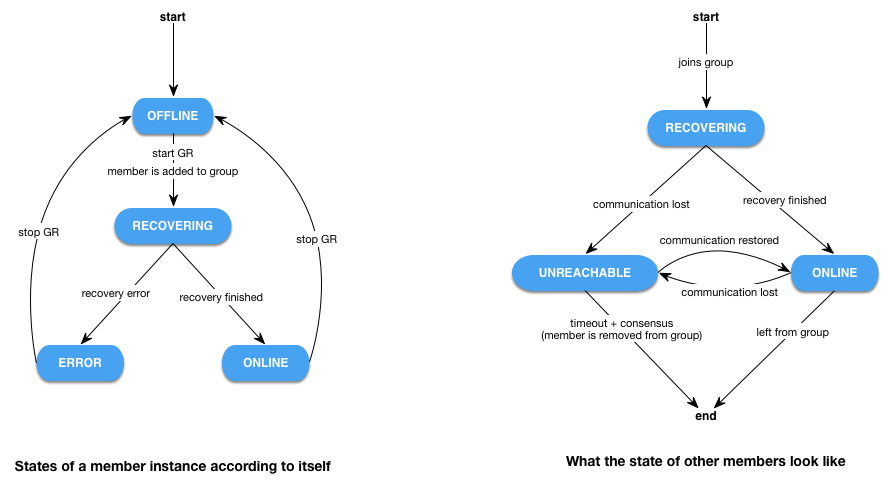 start
OFFLINE
start GR
member is added to group
RECOVERING
stop GR
stop GR
recovery error
recovery finished
ERROR
ONLINE
States of a member instance according to itself
start
joins group
RECOVERING
communication lost
recovery finished
communication restored
UNREACHABLE
ONLINE
communication lost
timeout + consensus
(member is removed from group)
left from group
end
What the state of other members look like